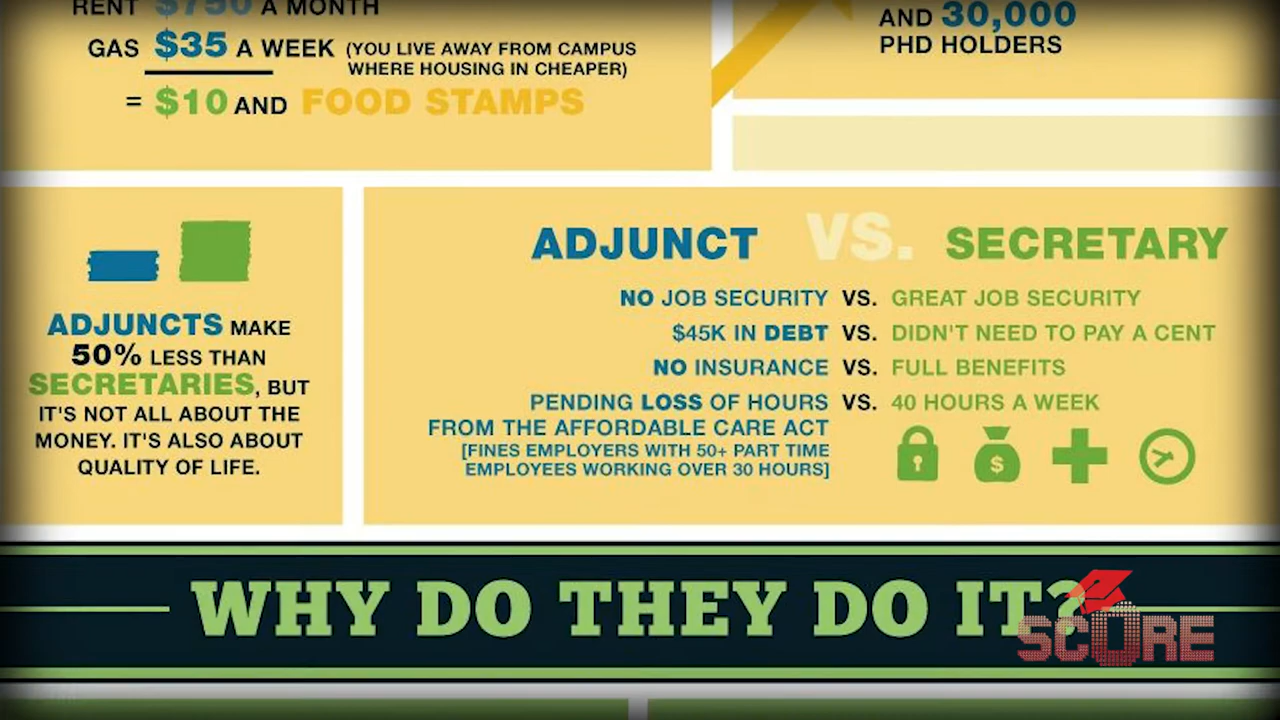 RENT $750 A MONTH
GAS $35 A WEEK (YOU LIVE AWAY FROM CAMPUS
WHERE HOUSING IN CHEAPER)
= $10 AND FOOD STAMPS
AND 30,000
PHD HOLDERS
ADJUNCTS MAKE
50% LESS THAN
SECRETARIES, BUT
IT'S NOT ALL ABOUT THE
MONEY. IT'S ALSO ABOUT
QUALITY OF LIFE.
ADJUNCT VS. SECRETARY
NO JOB SECURITY VS. GREAT JOB SECURITY
$45K IN DEBT VS. DIDN'T NEED TO PAY A CENT
NO INSURANCE VS. FULL BENEFITS
PENDING LOSS OF HOURS VS. 40 HOURS A WEEK
FROM THE AFFORDABLE CARE ACT
[FINES EMPLOYERS WITH 50+ PART TIME
EMPLOYEES WORKING OVER 30 HOURS]
$
WHY DO THEY DO IT?
SCORE